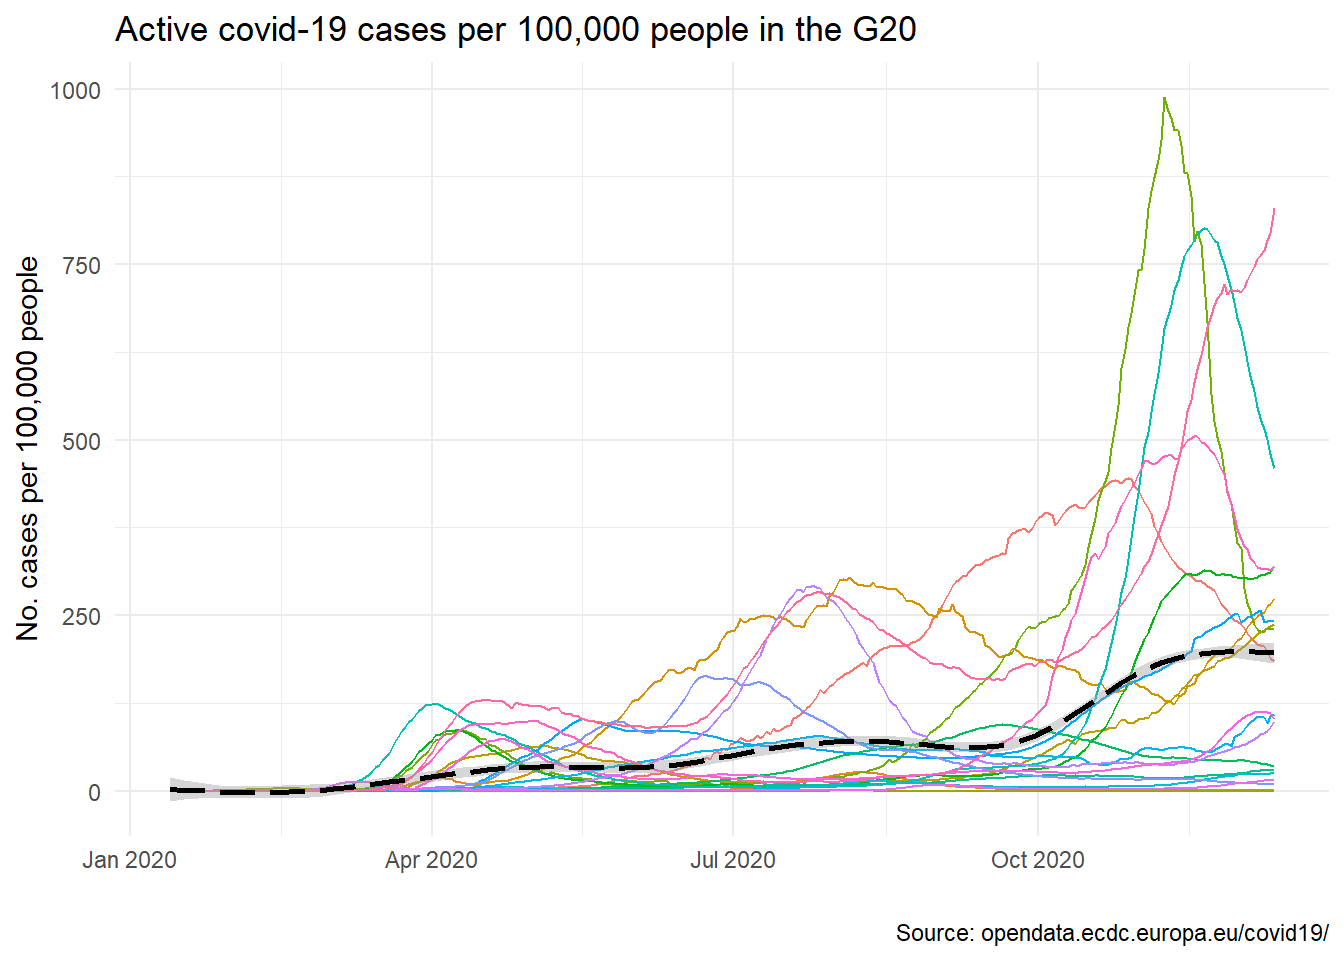 Active covid-19 cases per 100,000 people in the G20
No. cases per 100,000 people
1000
750
500
250
0
Jan 2020
Apr 2020
Jul 2020
Oct 2020
Source: opendata.ecdc.europa.eu/covid19/